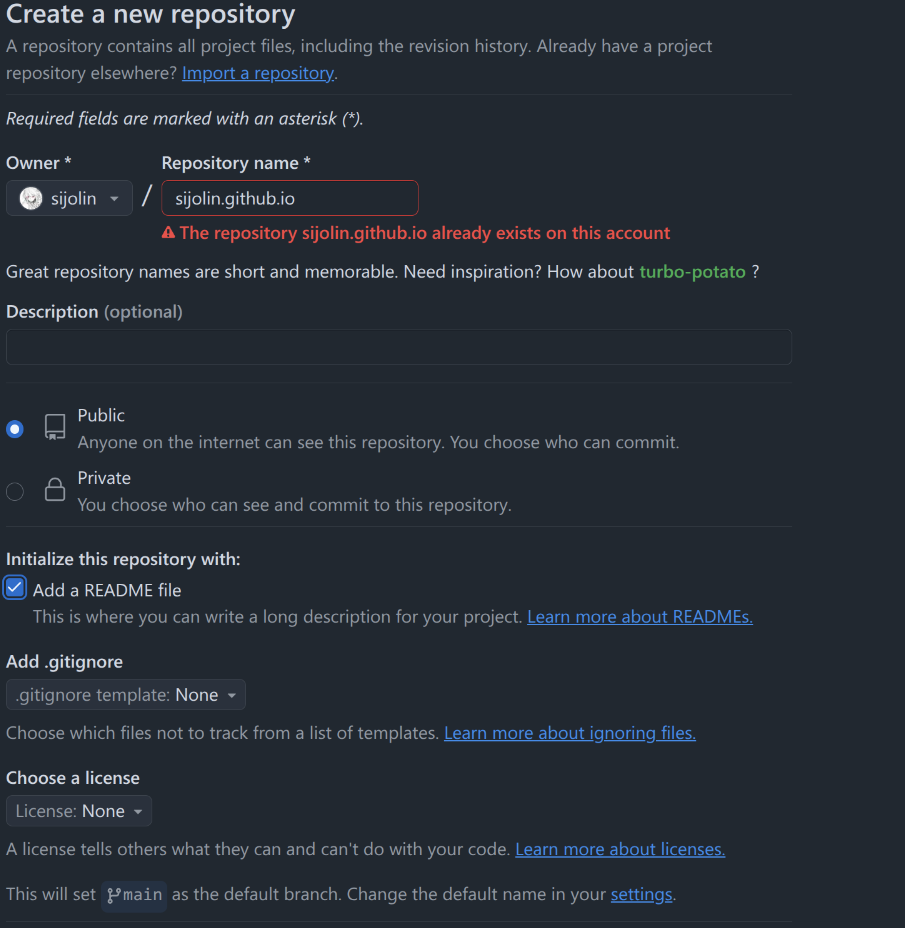 Create a new repository
A repository contains all project files, including the revision history. Already have a project
repository elsewhere? Import a repository.
Required fields are marked with an asterisk (*).
Owner * Repository name *
sijolin / sijolin.github.io
The repository sijolin.github.io already exists on this account
Great repository names are short and memorable. Need inspiration? How about turbo-potato ?
Description (optional)
Public
Anyone on the internet can see this repository. You choose who can commit.
Private
You choose who can see and commit to this repository.
Initialize this repository with:
Add a README file
This is where you can write a long description for your project. Learn more about READMEs.
Add .gitignore
.gitignore template: None
Choose which files not to track from a list of templates. Learn more about ignoring files.
Choose a license
License: None
A license tells others what they can and can't do with your code. Learn more about licenses.
This will set main as the default branch. Change the default name in your settings.